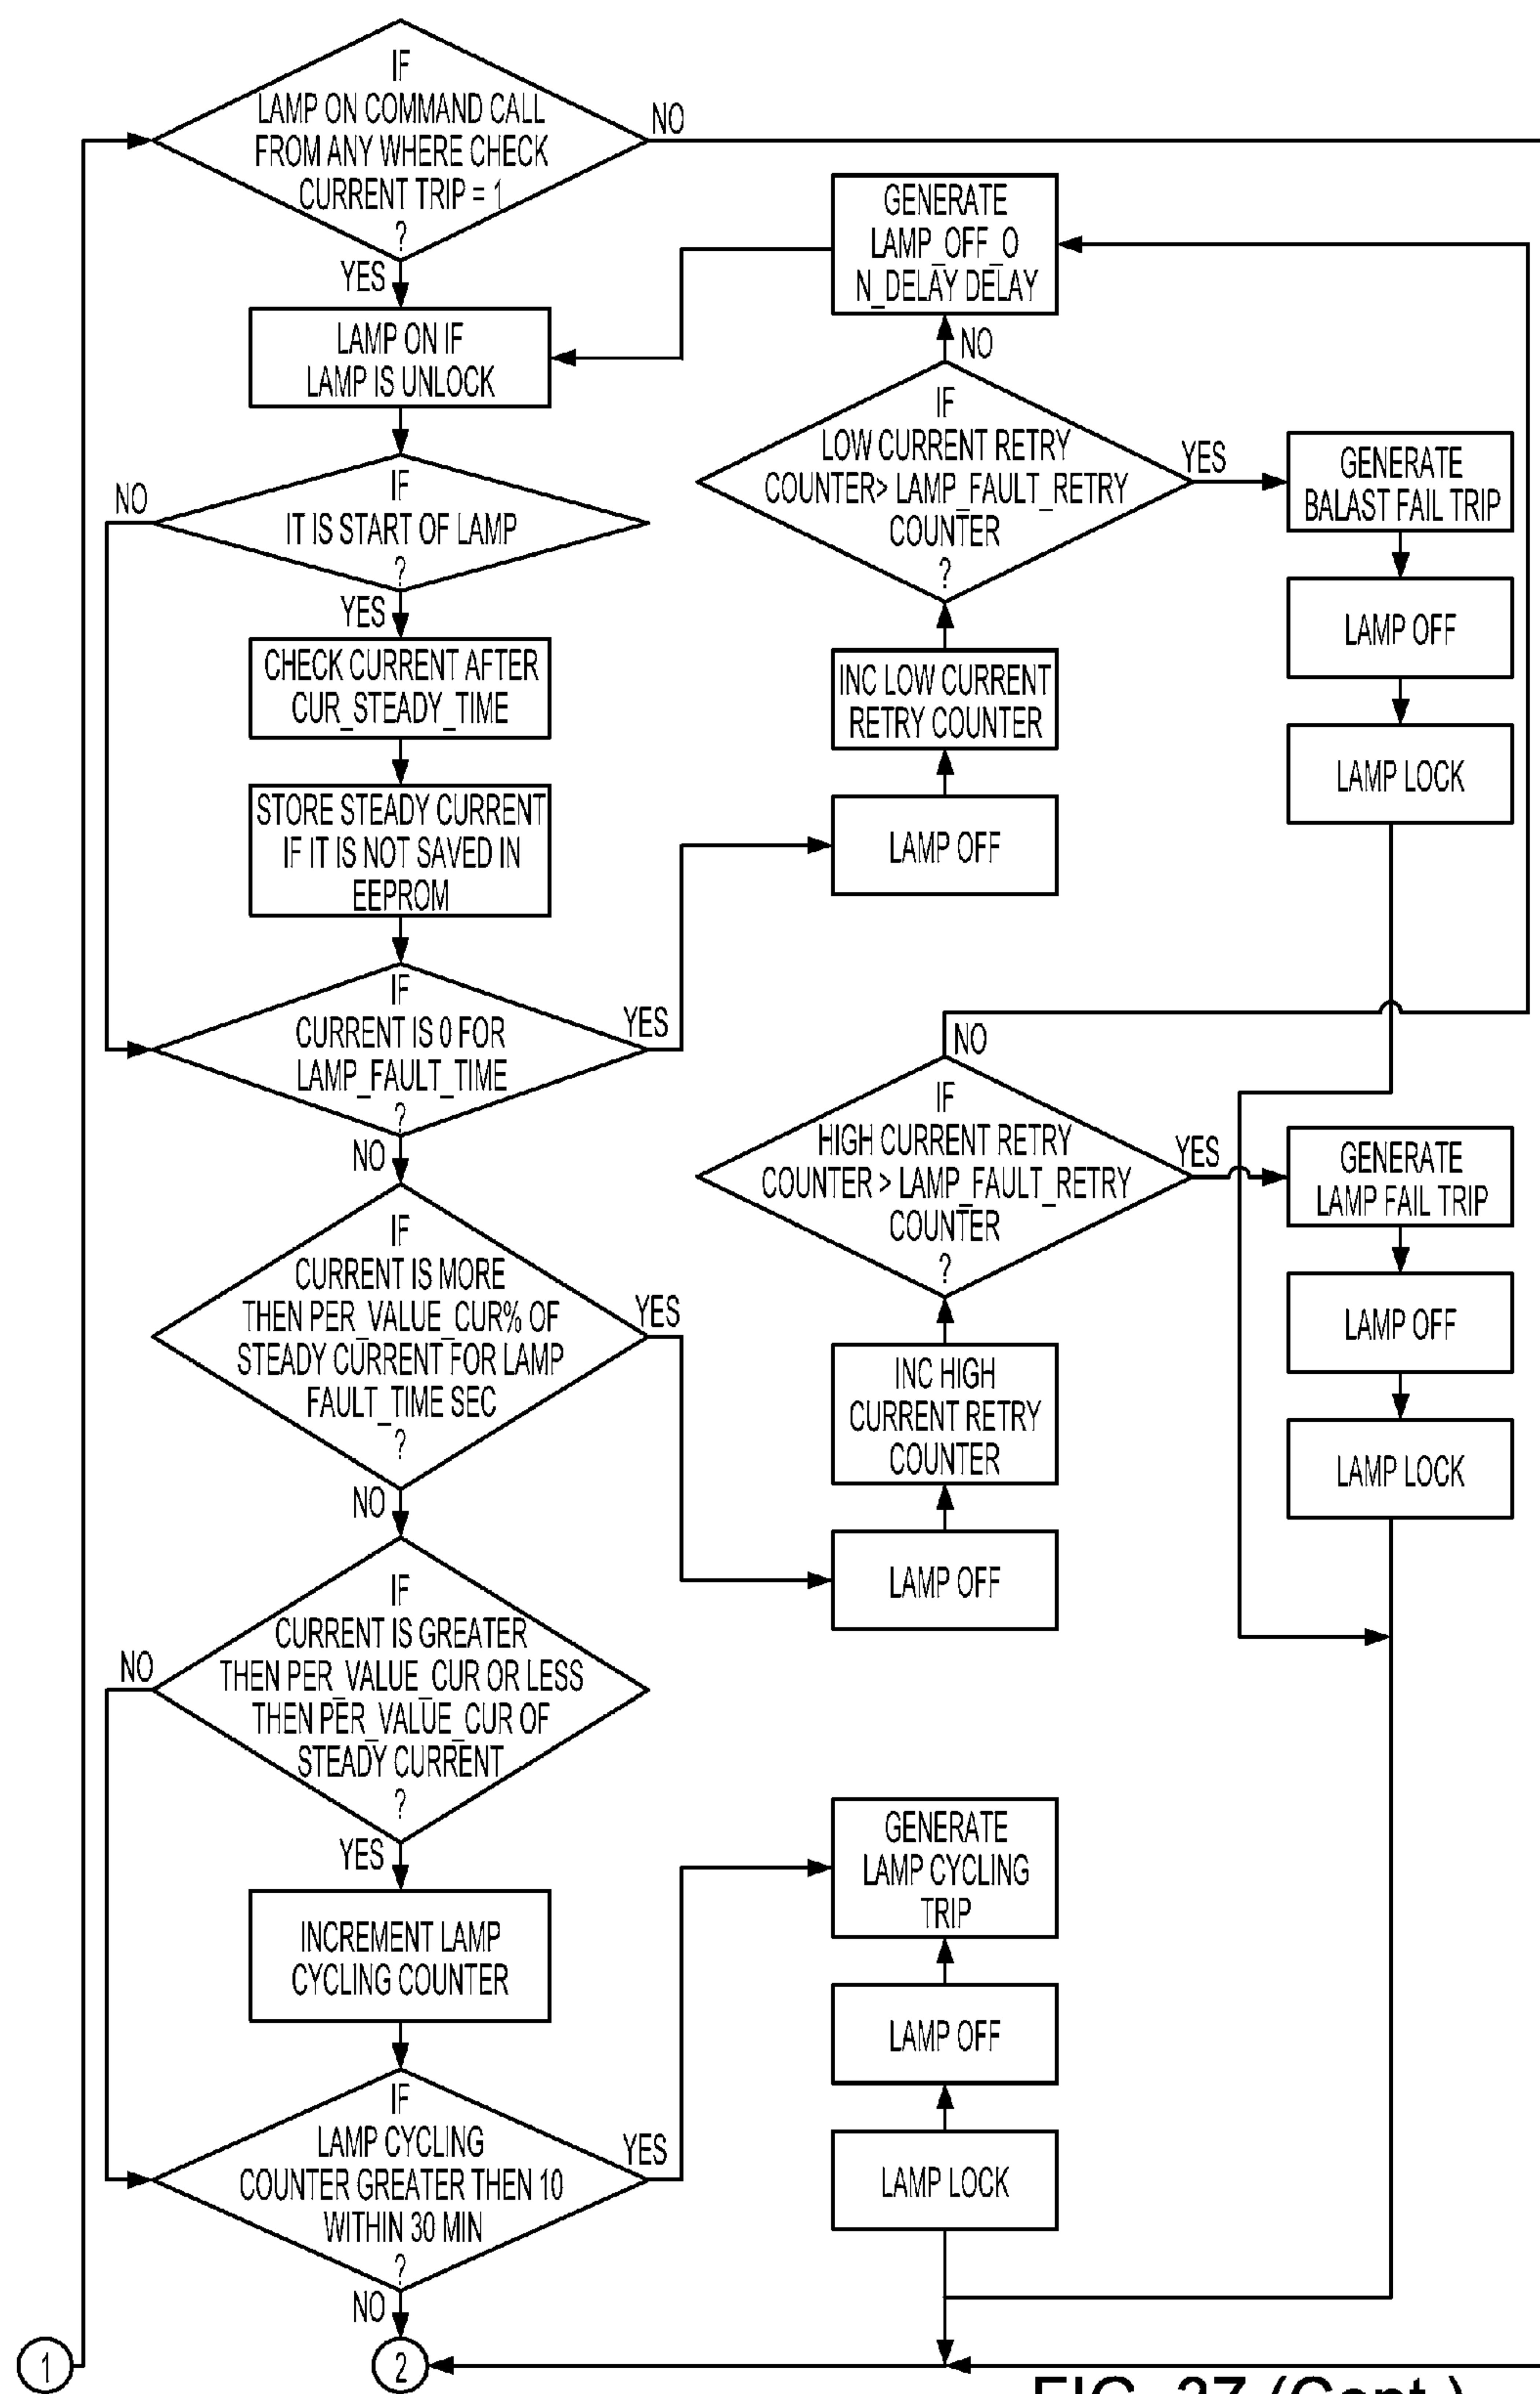 IF
LAMP ON COMMAND CALL
FROM ANY WHERE CHECK
CURRENT TRIP = 1
?
NO
YES
LAMP ON IF
LAMP IS UNLOCK
IF
IT IS START OF LAMP
?
NO
YES
CHECK CURRENT AFTER
CUR_STEADY_TIME
STORE STEADY CURRENT
IF IT IS NOT SAVED IN
EEPROM
IF
CURRENT IS 0 FOR
LAMP_FAULT_TIME
?
YES
NO
IF
CURRENT IS MORE
THEN PER_VALUE_CUR% OF
STEADY CURRENT FOR LAMP
FAULT_TIME SEC
?
YES
NO
IF
CURRENT IS GREATER
THEN PER_VALUE_CUR OR LESS
THEN PER_VALUE_CUR OF
STEADY CURRENT
?
NO
YES
INCREMENT LAMP
CYCLING COUNTER
IF
LAMP CYCLING
COUNTER GREATER THEN 10
WITHIN 30 MIN
?
YES
NO
1
2
GENERATE
LAMP_OFF_O
N_DELAY DELAY
NO
IF
LOW CURRENT RETRY
COUNTER> LAMP_FAULT_RETRY
COUNTER
?
YES
INC LOW CURRENT
RETRY COUNTER
LAMP OFF
GENERATE
BALAST FAIL TRIP
LAMP OFF
LAMP LOCK
NO
IF
HIGH CURRENT RETRY
COUNTER > LAMP_FAULT_RETRY
COUNTER
?
YES
INC HIGH
CURRENT RETRY
COUNTER
LAMP OFF
GENERATE
LAMP FAIL TRIP
LAMP OFF
LAMP LOCK
GENERATE
LAMP CYCLING
TRIP
LAMP OFF
LAMP LOCK
FIG. 37 (Cont.)